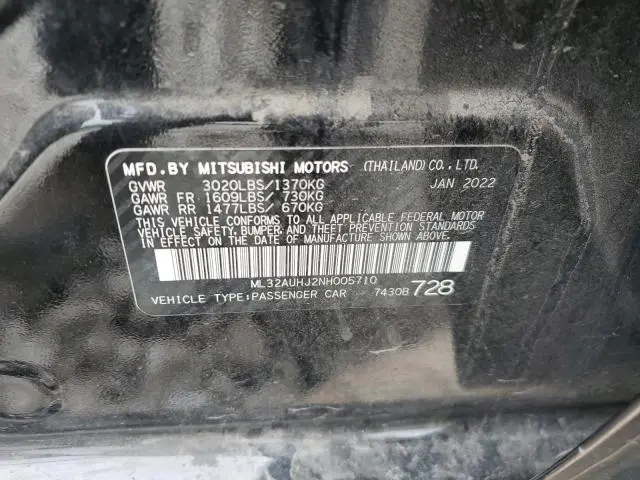 MFD.BY MITSUBISHI MOTORS (THAILAND)CO.,LTD.
GVWR 3020LBS/1370KG JAN 2022
GAWR FR 1609LBS/ 730KG
GAWR RR 1477LBS/ 670KG
THIS VEHICLE CONFORMS TO ALL APPLICABLE FEDERAL MOTOR
VEHICLE SAFETY, BUMPER, AND THEFT PREVENTION STANDARDS
IN EFFECT ON THE DATE OF MANUFACTURE SHOWN ABOVE.
ML32AUHJ2NH005710
VEHICLE TYPE:PASSENGER CAR 7430B 728